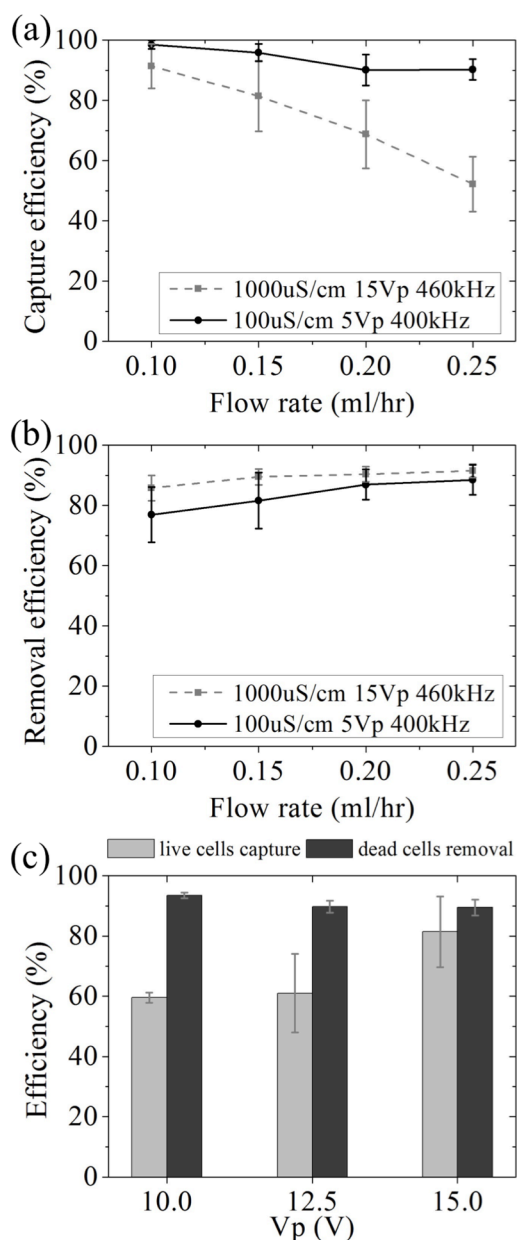 (a)
Capture efficiency (%)
100
80
60
40
20
0
1000uS/cm 15Vp 460kHz
100uS/cm 5Vp 400kHz
0.10 0.15 0.20 0.25
Flow rate (ml/hr)
(b)
Removal efficiency (%)
100
80
60
40
20
0
1000uS/cm 15Vp 460kHz
100uS/cm 5Vp 400kHz
0.10 0.15 0.20 0.25
Flow rate (ml/hr)
(c)
live cells capture dead cells removal
Efficiency (%)
100
80
60
40
20
0
10.0 12.5 15.0
Vp (V)